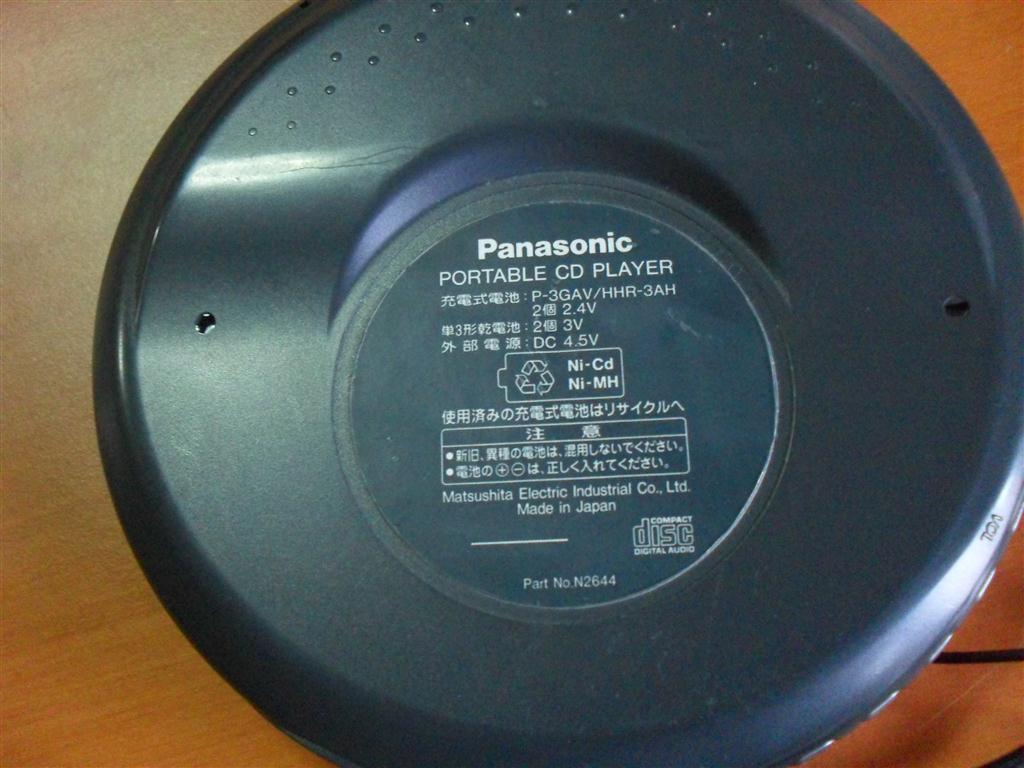 Panasonic
PORTABLE CD PLAYER
充電式電池：P-3GAV/HHR-3AH
2個 2.4V
単3形乾電池：2個 3V
外部電源：DC 4.5V
Ni-Cd
Ni-MH
使用済みの充電式電池はリサイクルへ
注意
●新旧、異種の電池は、混用しないでください。
●電池の⊕⊖は、正しく入れてください。
Matsushita Electric Industrial Co., Ltd.
Made in Japan
COMPACT
disc
DIGITAL AUDIO
Part No.N2644